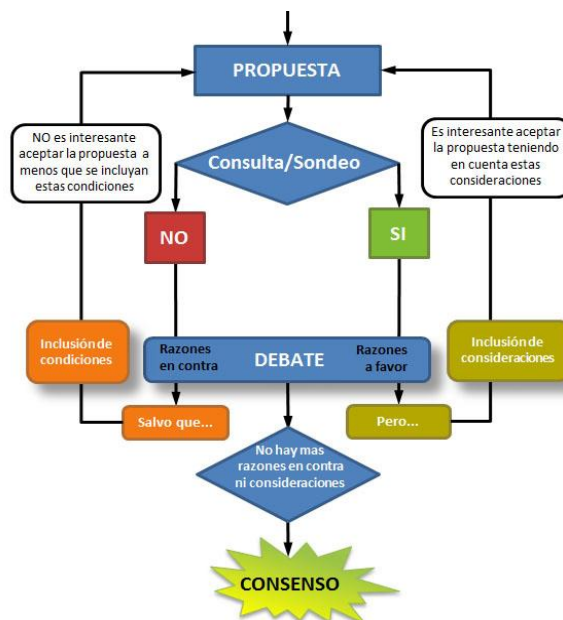 PROPUESTA
NO es interesante
aceptar la propuesta a
menos que se incluyan
estas condiciones
Es interesante aceptar
la propuesta teniendo
en cuenta estas
consideraciones
Consulta/Sondeo
NO
SI
Inclusión de
condiciones
Razones
en contra
DEBATE
Razones
a favor
Inclusión de
consideraciones
Salvo que...
Pero...
No hay mas
razones en contra
ni consideraciones
CONSENSO